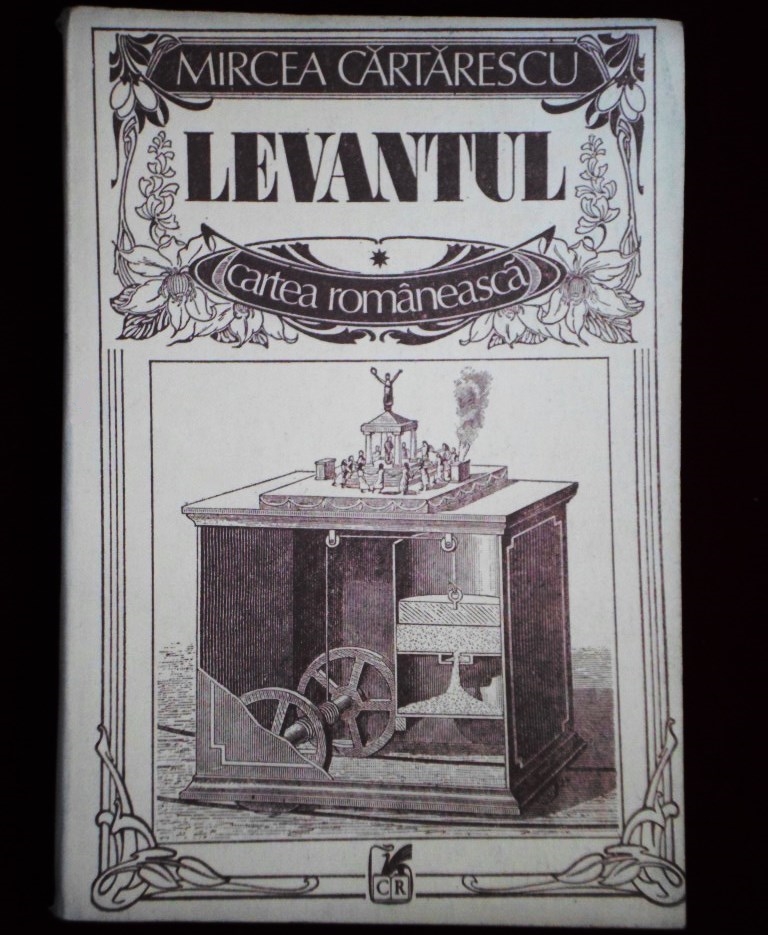 MIRCEA CĂRTĂRESCU
LEVANTUL
cartea românească
CR